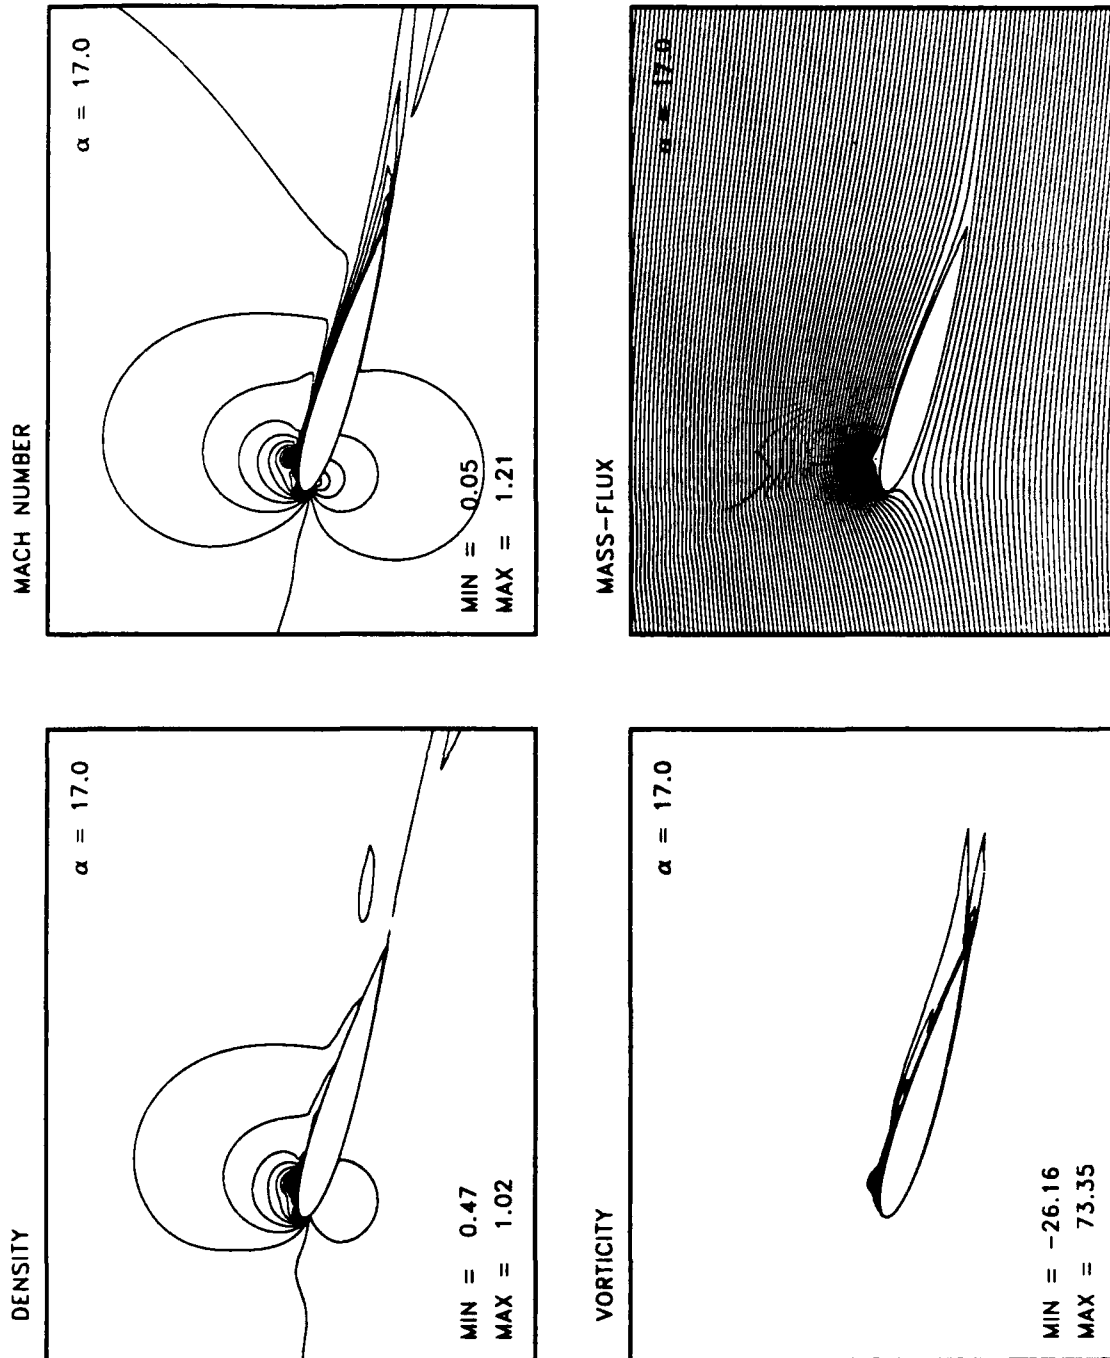 DENSITY
α = 17.0
MIN = 0.47
MAX = 1.02
MACH NUMBER
α = 17.0
MIN = 0.05
MAX = 1.21
VORTICITY
α = 17.0
MIN = -26.16
MAX = 73.35
MASS-FLUX
α = 17.0